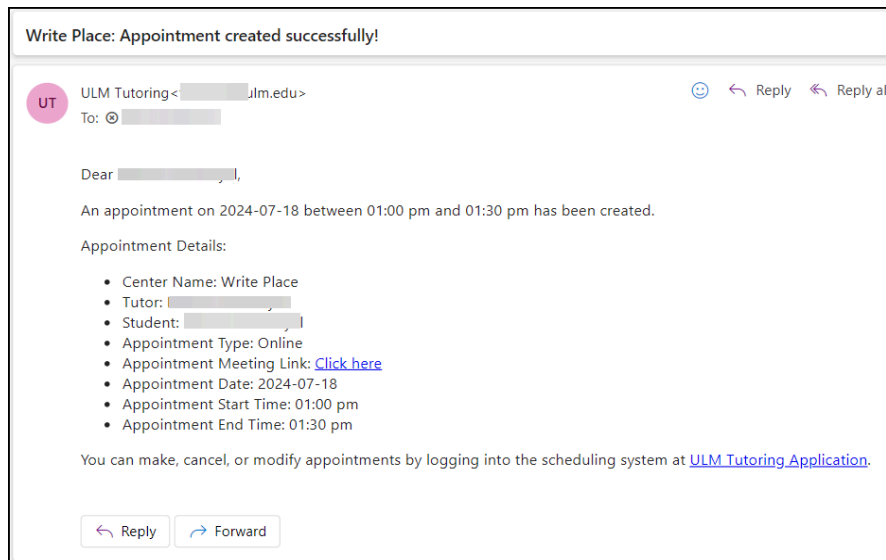 Write Place: Appointment created successfully!
UT
ULM Tutoring< ulm.edu>
Reply
Reply al
To:
Dear ,
An appointment on 2024-07-18 between 01:00 pm and 01:30 pm has been created.
Appointment Details:
• Center Name: Write Place
• Tutor:
• Student:
• Appointment Type: Online
• Appointment Meeting Link: Click here
• Appointment Date: 2024-07-18
• Appointment Start Time: 01:00 pm
• Appointment End Time: 01:30 pm
You can make, cancel, or modify appointments by logging into the scheduling system at ULM Tutoring Application.
Reply
Forward